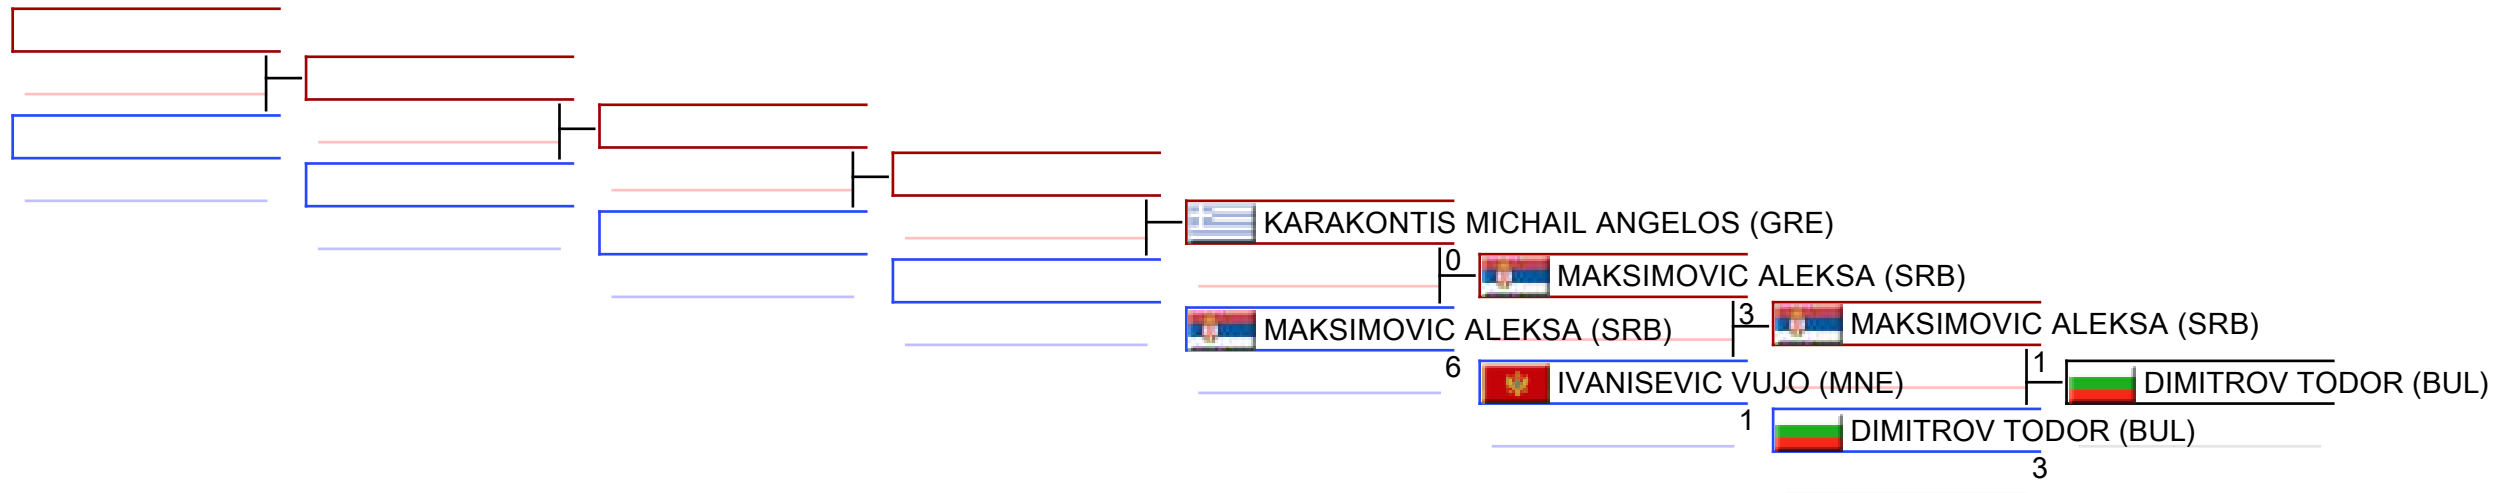 KARAKONTIS MICHAIL ANGELOS (GRE)
0
MAKSIMOVIC ALEKSA (SRB)
6
MAKSIMOVIC ALEKSA (SRB)
3
IVANISEVIC VUJO (MNE)
1
MAKSIMOVIC ALEKSA (SRB)
1
DIMITROV TODOR (BUL)
3
DIMITROV TODOR (BUL)